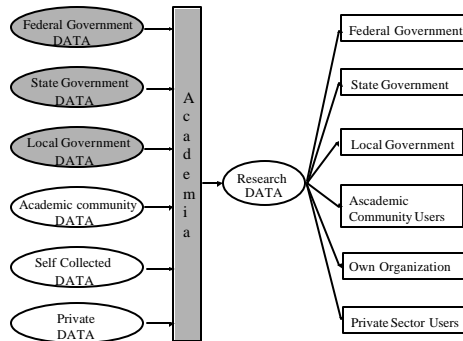 Federal Government
DATA
State Government
DATA
Local Government
DATA
Academic community
DATA
Self Collected
DATA
Private
DATA
A
c
a
d
e
m
i
a
Research
DATA
Federal Government
State Government
Local Government
Ascademic
Community Users
Own Organization
Private Sector Users